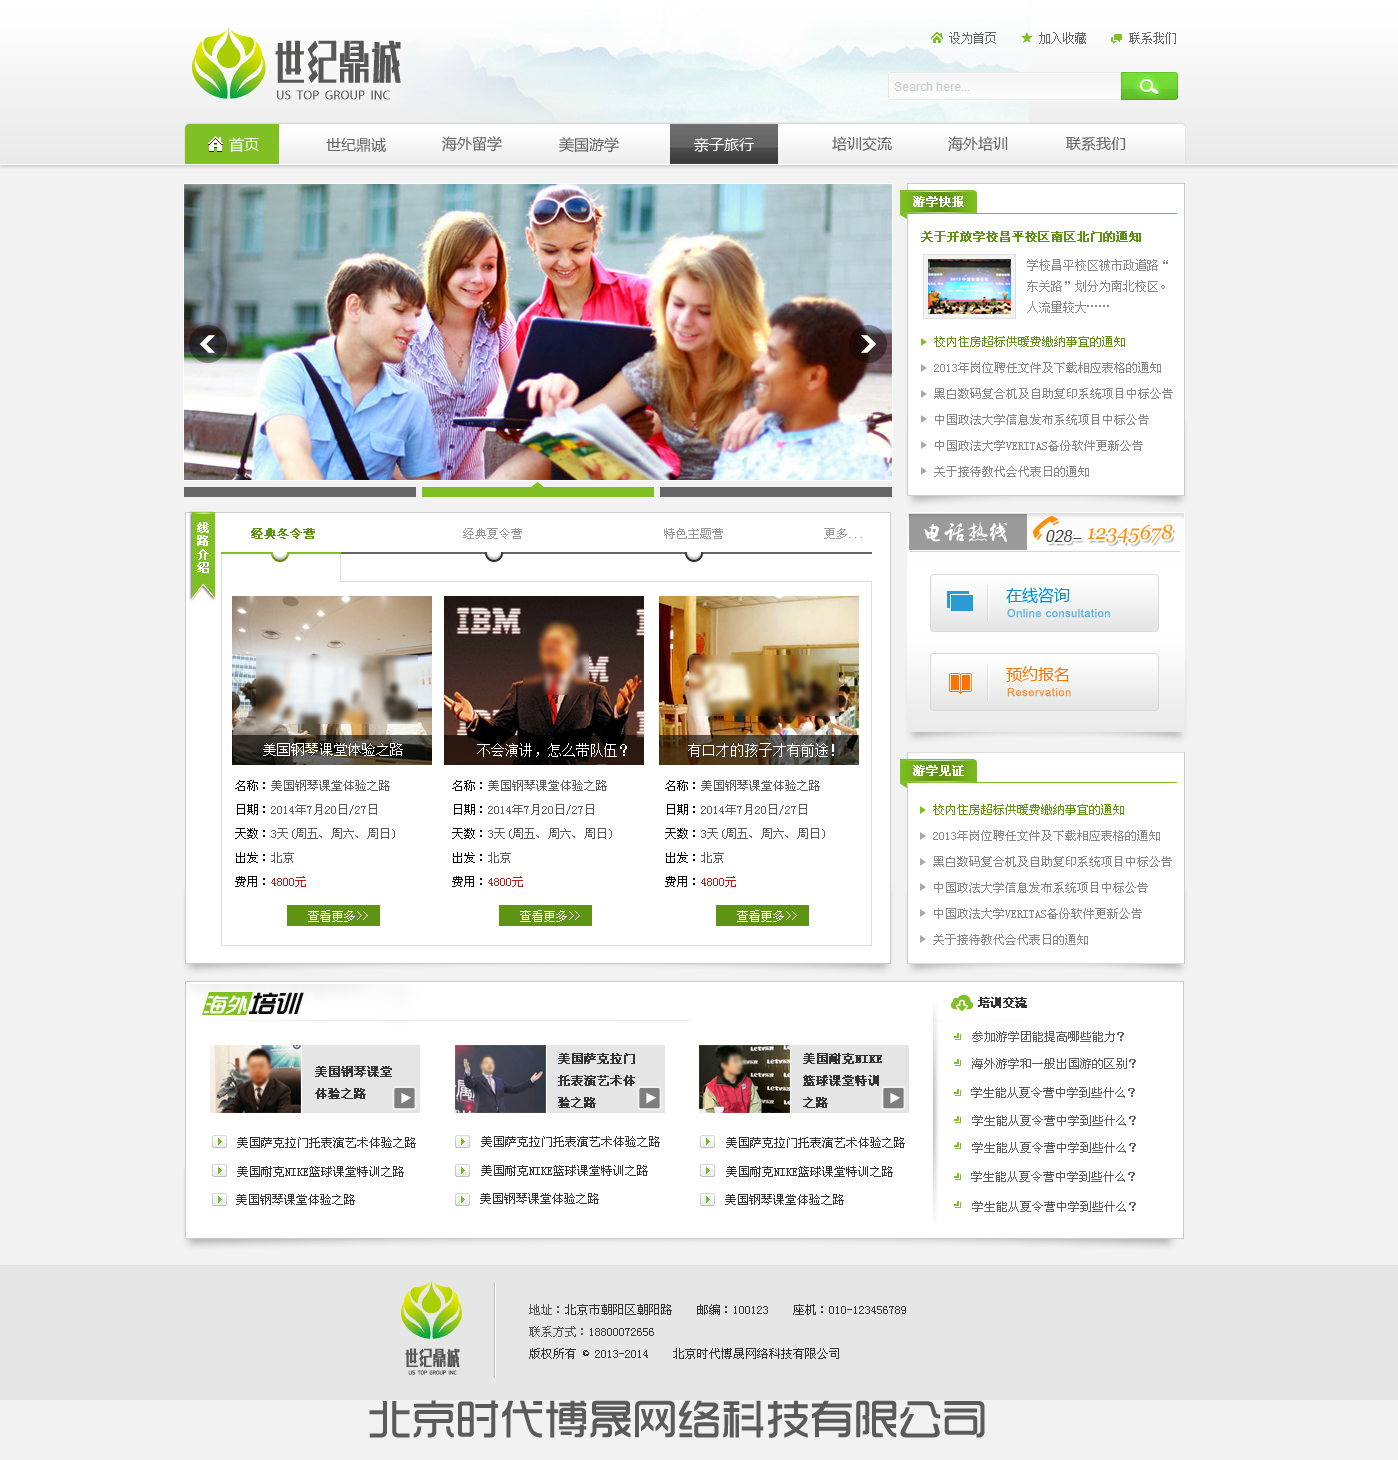 世纪鼎诚
US TOP GROUP INC
设为首页 加入收藏 联系我们
Search here...
首页 世纪鼎诚 海外留学 美国游学 亲子旅行 培训交流 海外培训 联系我们
游学快报
关于开放学校昌平校区南区北门的通知
学校昌平校区被市政道路“
东关路”划分为南北校区。
人流量较大……
校内住房超标供暖费缴纳事宜的通知
2013年岗位聘任文件及下载相应表格的通知
黑白数码复合机及自助复印系统项目中标公告
中国政法大学信息发布系统项目中标公告
中国政法大学VERITAS备份软件更新公告
关于接待教代会代表日的通知
线路介绍
经典冬令营 经典夏令营 特色主题营 更多...
IBM
美国钢琴课堂体验之路
名称：美国钢琴课堂体验之路
日期：2014年7月20日/27日
天数：3天(周五、周六、周日)
出发：北京
费用：4800元
查看更多>>
不会演讲，怎么带队伍？
名称：美国钢琴课堂体验之路
日期：2014年7月20日/27日
天数：3天(周五、周六、周日)
出发：北京
费用：4800元
查看更多>>
有口才的孩子才有前途！
名称：美国钢琴课堂体验之路
日期：2014年7月20日/27日
天数：3天(周五、周六、周日)
出发：北京
费用：4800元
查看更多>>
电话热线 028–12345678
在线咨询
Online consultation
预约报名
Reservation
游学见证
校内住房超标供暖费缴纳事宜的通知
2013年岗位聘任文件及下载相应表格的通知
黑白数码复合机及自助复印系统项目中标公告
中国政法大学信息发布系统项目中标公告
中国政法大学VERITAS备份软件更新公告
关于接待教代会代表日的通知
海外培训
美国钢琴课堂
体验之路
美国萨克拉门托表演艺术体验之路
美国耐克NIKE篮球课堂特训之路
美国钢琴课堂体验之路
美国萨克拉门
托表演艺术体
验之路
美国萨克拉门托表演艺术体验之路
美国耐克NIKE篮球课堂特训之路
美国钢琴课堂体验之路
美国耐克NIKE
篮球课堂特训
之路
美国萨克拉门托表演艺术体验之路
美国耐克NIKE篮球课堂特训之路
美国钢琴课堂体验之路
培训交流
参加游学团能提高哪些能力？
海外游学和一般出国游的区别？
学生能从夏令营中学到些什么？
学生能从夏令营中学到些什么？
学生能从夏令营中学到些什么？
学生能从夏令营中学到些什么？
学生能从夏令营中学到些什么？
世纪鼎诚
US TOP GROUP INC
地址：北京市朝阳区朝阳路 邮编：100123 座机：010-123456789
联系方式：18800072656
版权所有 © 2013-2014 北京时代博晟网络科技有限公司
北京时代博晟网络科技有限公司